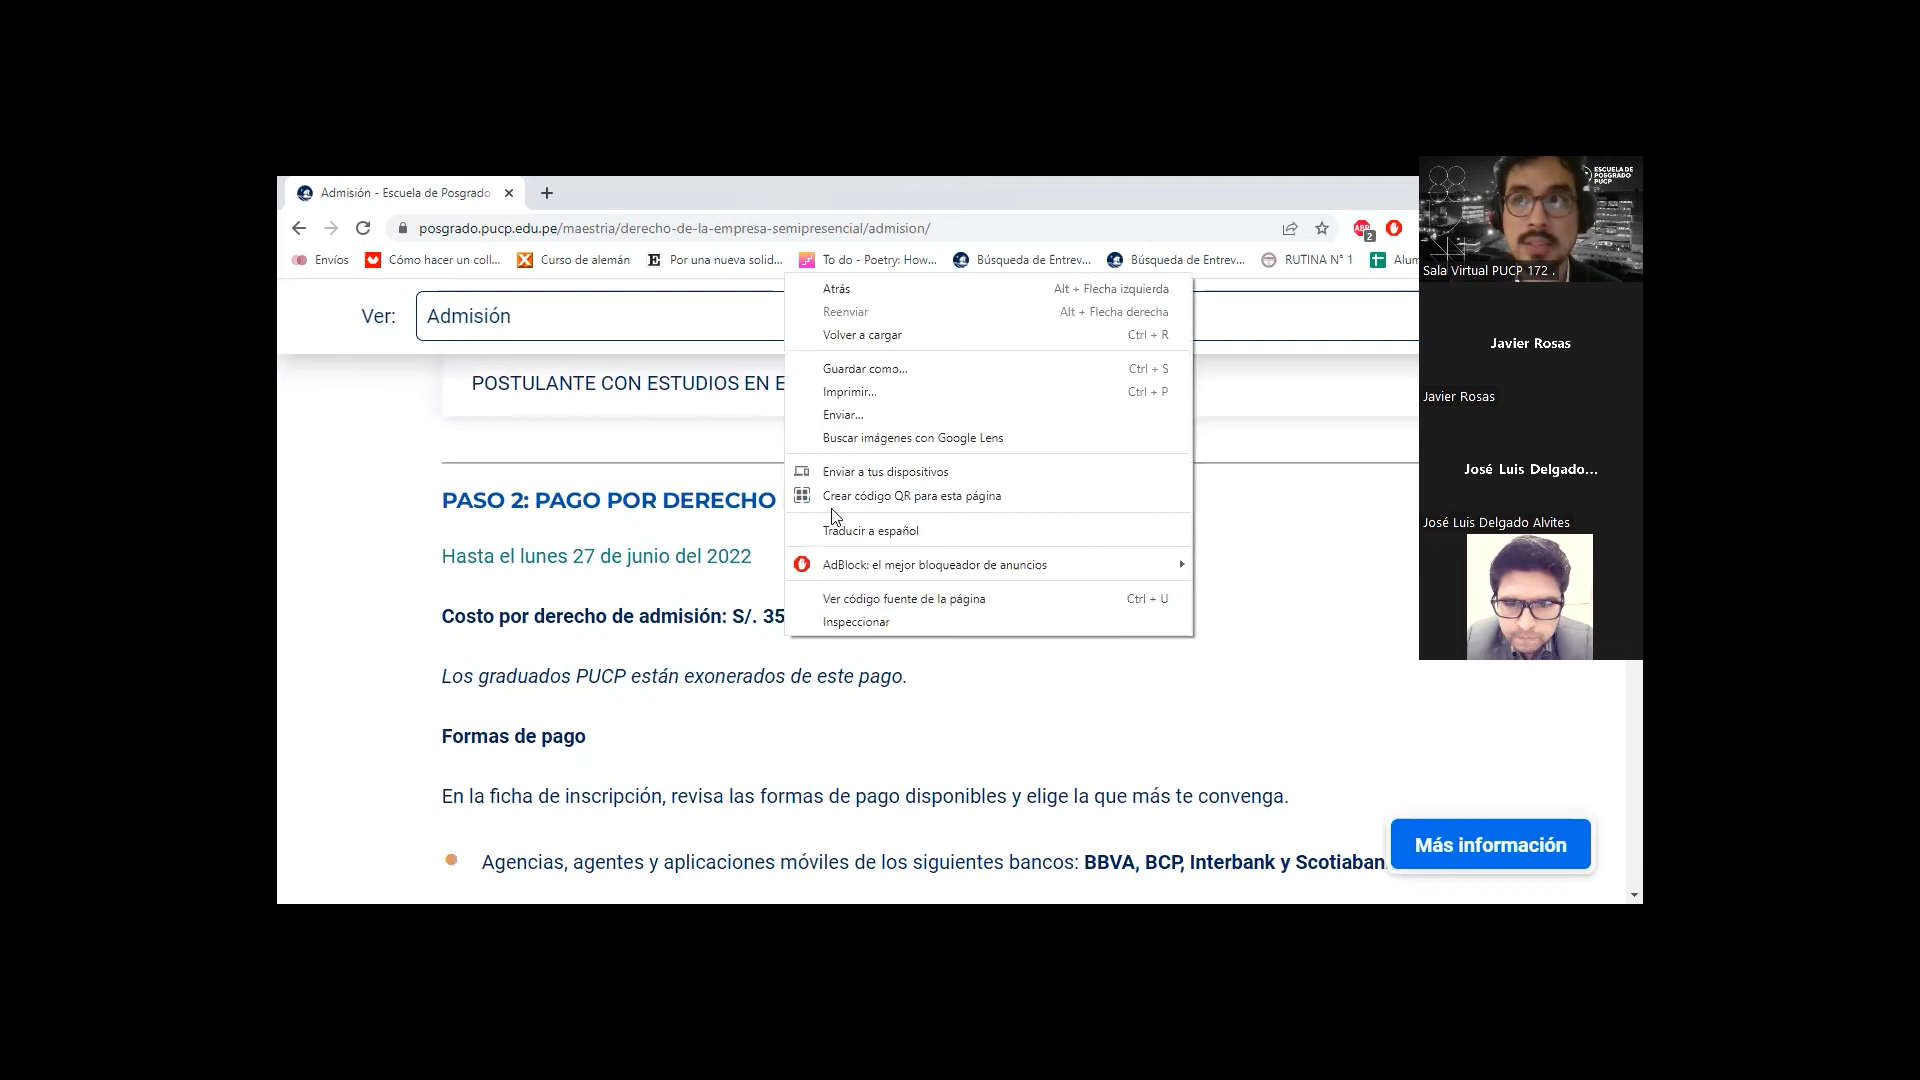 Admisión - Escuela de Posgrado
posgrado.pucp.edu.pe/maestria/derecho-de-la-empresa-semipresencial/admision/
ABP
2
Envíos
Cómo hacer un coll...
Curso de alemán
E
Por una nueva solid...
To do - Poetry: How...
Búsqueda de Entrev...
Búsqueda de Entrev...
RUTINA N° 1
Alum
Ver:
Admisión
POSTULANTE CON ESTUDIOS EN E
PASO 2: PAGO POR DERECHO
Hasta el lunes 27 de junio del 2022
Costo por derecho de admisión: S/. 35
Los graduados PUCP están exonerados de este pago.
Formas de pago
En la ficha de inscripción, revisa las formas de pago disponibles y elige la que más te convenga.
Agencias, agentes y aplicaciones móviles de los siguientes bancos: BBVA, BCP, Interbank y Scotiaban
Más información
Atrás Alt + Flecha izquierda
Reenviar Alt + Flecha derecha
Volver a cargar Ctrl + R
Guardar como... Ctrl + S
Imprimir... Ctrl + P
Enviar...
Buscar imágenes con Google Lens
Enviar a tus dispositivos
Crear código QR para esta página
Traducir a español
AdBlock: el mejor bloqueador de anuncios
Ver código fuente de la página Ctrl + U
Inspeccionar
ESCUELA DE
POSGRADO
PUCP
Sala Virtual PUCP 172 .
Javier Rosas
Javier Rosas
José Luis Delgado...
José Luis Delgado Alvites